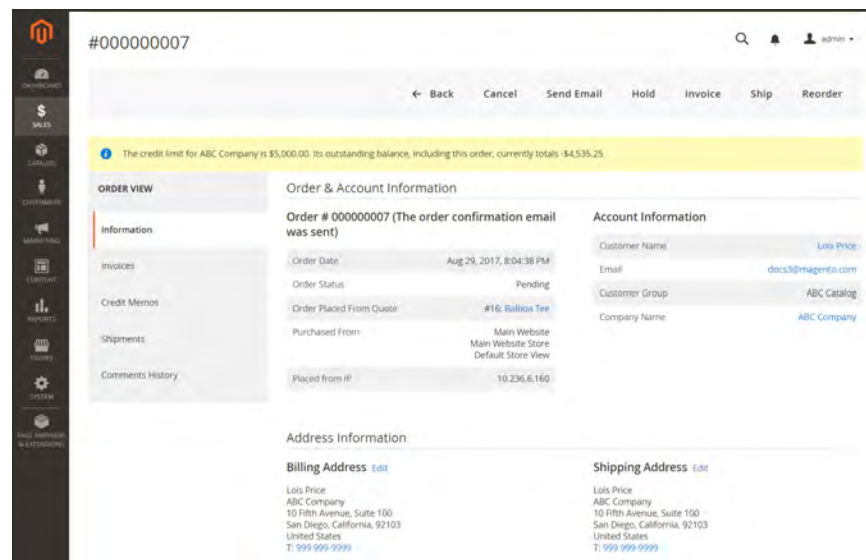 #000000007
admin
DASHBOARD
SALES
CATALOG
CUSTOMERS
MARKETING
CONTENT
REPORTS
STORES
SYSTEM
FIND PARTNERS
& EXTENSIONS
← Back Cancel Send Email Hold Invoice Ship Reorder
The credit limit for ABC Company is $5,000.00. Its outstanding balance, including this order, currently totals -$4,535.25
ORDER VIEW
Information
Invoices
Credit Memos
Shipments
Comments History
Order & Account Information
Order # 000000007 (The order confirmation email
was sent)
Order Date Aug 29, 2017, 8:04:38 PM
Order Status Pending
Order Placed From Quote #16: Balboa Tee
Purchased From Main Website
Main Website Store
Default Store View
Placed from IP 10.236.6.160
Account Information
Customer Name Lois Price
Email docs3@magento.com
Customer Group ABC Catalog
Company Name ABC Company
Address Information
Billing Address Edit
Lois Price
ABC Company
10 Fifth Avenue, Suite 100
San Diego, California, 92103
United States
T: 999 999-9999
Shipping Address Edit
Lois Price
ABC Company
10 Fifth Avenue, Suite 100
San Diego, California, 92103
United States
T: 999 999-9999